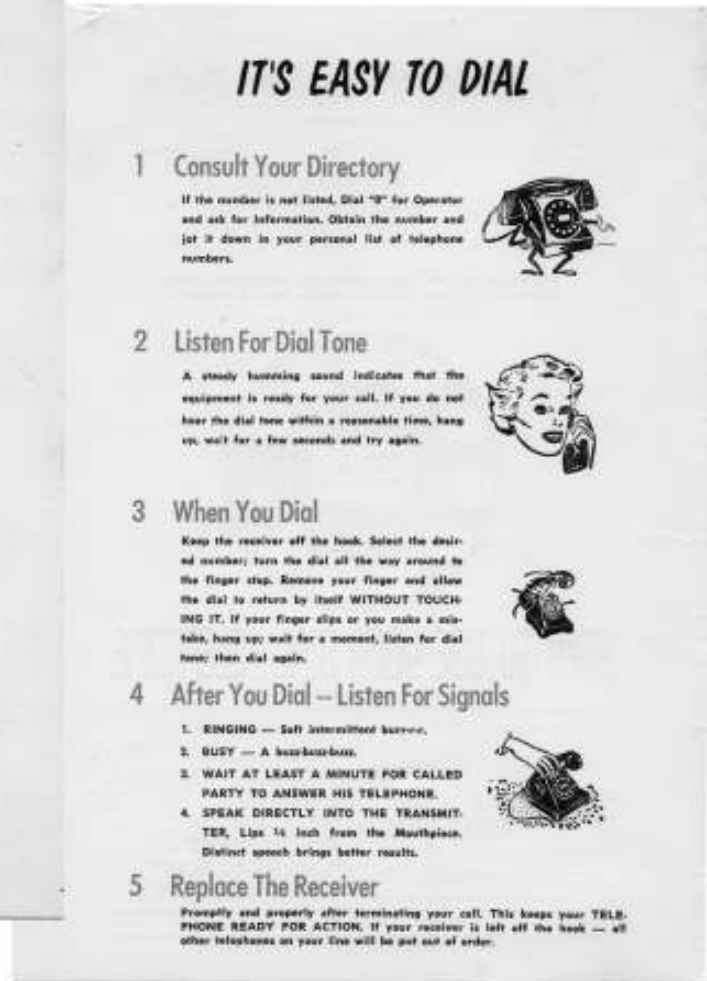 IT'S EASY TO DIAL
1 Consult Your Directory
If the number is not listed, Dial "0" for Operator
and ask for Information. Obtain the number and
jot it down in your personal list of telephone
numbers.
2 Listen For Dial Tone
A steady humming sound indicates that the
equipment is ready for your call. If you do not
hear the dial tone within a reasonable time, hang
up, wait for a few seconds and try again.
3 When You Dial
Keep the receiver off the hook. Select the desir-
ed number; turn the dial all the way around to
the finger stop. Remove your finger and allow
the dial to return by itself WITHOUT TOUCH-
ING IT. If your finger slips or you make a mis-
take, hang up; wait for a moment, listen for dial
tone; then dial again.
4 After You Dial — Listen For Signals
1. RINGING — Soft intermittent
2. BUSY — A buzz-buzz-buzz.
3. WAIT AT LEAST A MINUTE FOR CALLED
PARTY TO ANSWER HIS TELEPHONE.
4. SPEAK DIRECTLY INTO THE TRANSMIT-
TER, Lips inch from the Mouthpiece.
Distinct speech brings better results.
5 Replace The Receiver
Promptly and properly after terminating your call. This keeps your TELE-
PHONE READY FOR ACTION. If your receiver is left off the hook — all
other telephones on your line will be put out of order.